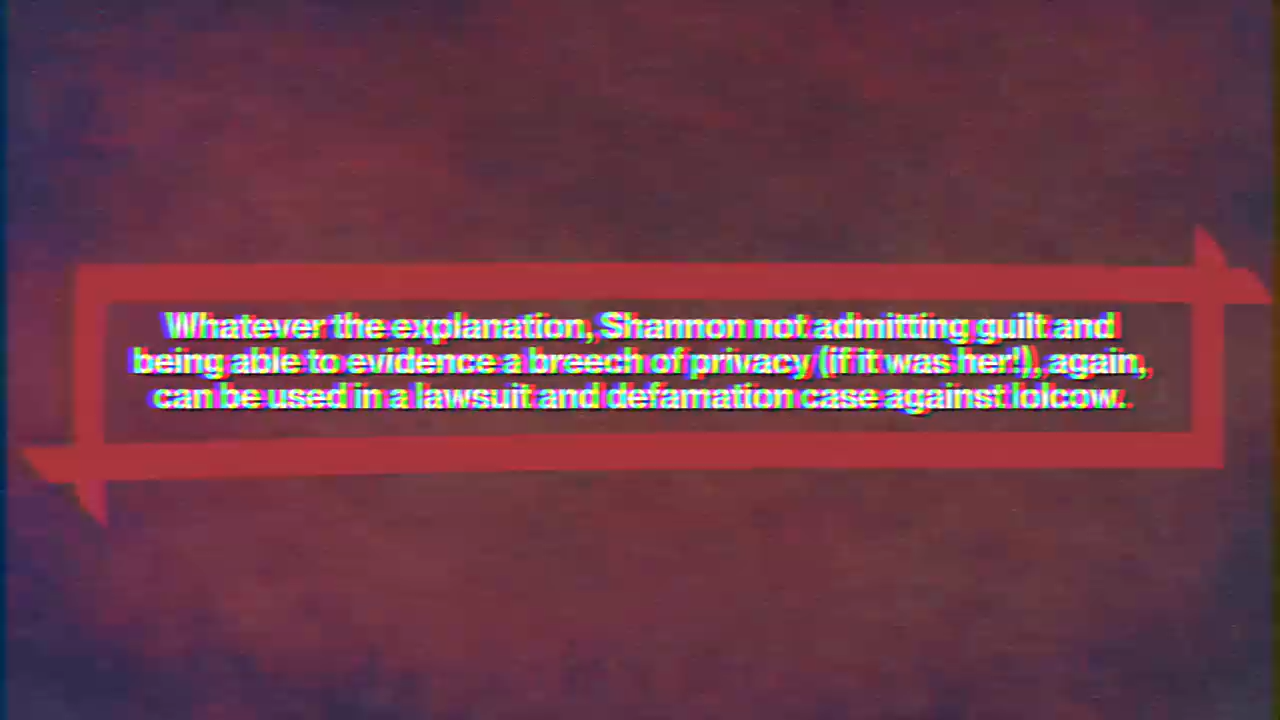 Whatever the explanation, Shannon not admitting guilt and
being able to evidence a breech of privacy (if it was her!), again,
can be used in a lawsuit and defamation case against lolcow.